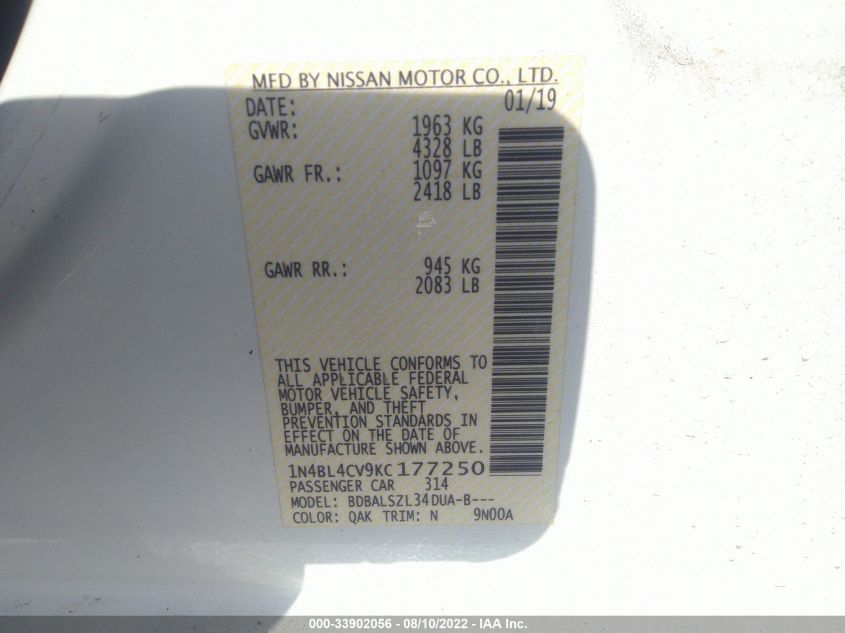 MFD BY NISSAN MOTOR CO., LTD.
DATE: 01/19
GVWR: 1963 KG
4328 LB
GAWR FR.: 1097 KG
2418 LB
GAWR RR.: 945 KG
2083 LB
THIS VEHICLE CONFORMS TO
ALL APPLICABLE FEDERAL
MOTOR VEHICLE SAFETY,
BUMPER, AND THEFT
PREVENTION STANDARDS IN
EFFECT ON THE DATE OF
MANUFACTURE SHOWN ABOVE.
1N4BL4CV9KC177250
PASSENGER CAR 314
MODEL: BDBALSZL34DUA-B---
COLOR: QAK TRIM: N 9N00A
000-33902056 - 08/10/2022 - IAA Inc.